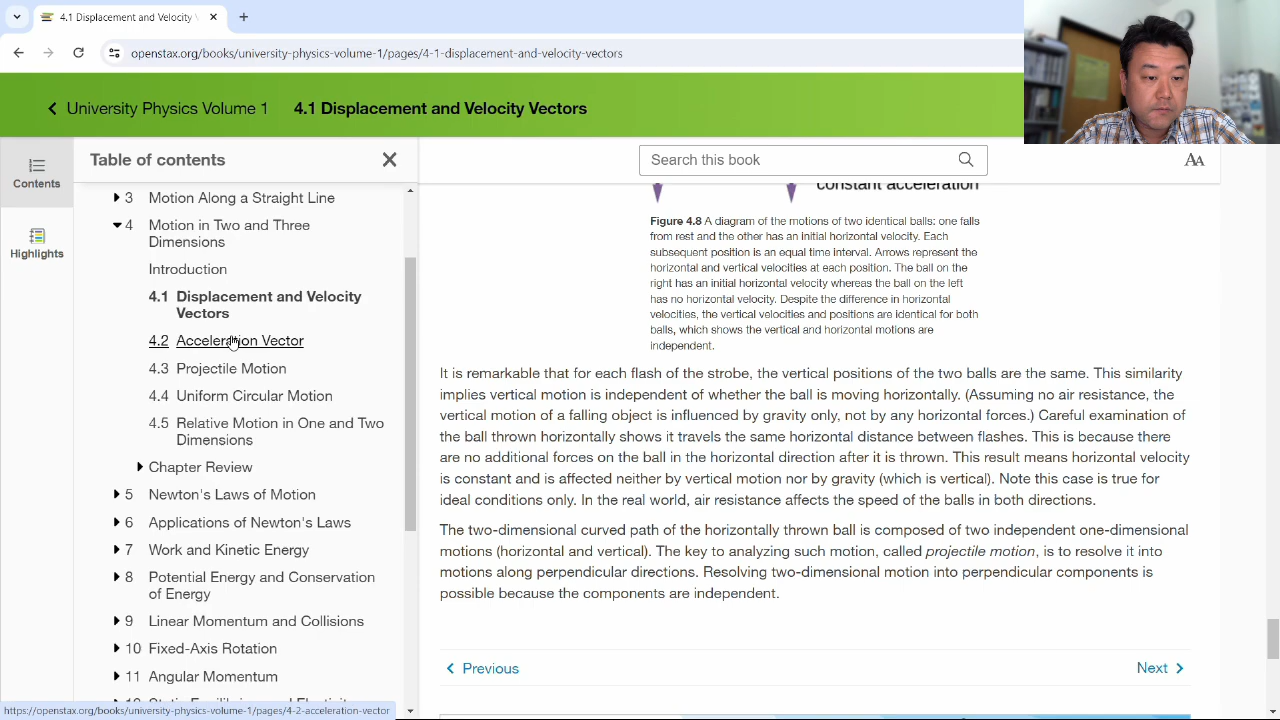 4.1 Displacement and Velocity V
openstax.org/books/university-physics-volume-1/pages/4-1-displacement-and-velocity-vectors
University Physics Volume 1
4.1 Displacement and Velocity Vectors
Contents
Highlights
Table of contents
3 Motion Along a Straight Line
4 Motion in Two and Three
Dimensions
Introduction
4.1 Displacement and Velocity
Vectors
4.2 Acceleration Vector
4.3 Projectile Motion
4.4 Uniform Circular Motion
4.5 Relative Motion in One and Two
Dimensions
Chapter Review
5 Newton's Laws of Motion
6 Applications of Newton's Laws
7 Work and Kinetic Energy
8 Potential Energy and Conservation
of Energy
9 Linear Momentum and Collisions
10 Fixed-Axis Rotation
11 Angular Momentum
https://openstax.org/books/university-physics-volume-1/pages/4-2-acceleration-vector
Search this book
AA
constant acceleration
Figure 4.8 A diagram of the motions of two identical balls: one falls
from rest and the other has an initial horizontal velocity. Each
subsequent position is an equal time interval. Arrows represent the
horizontal and vertical velocities at each position. The ball on the
right has an initial horizontal velocity whereas the ball on the left
has no horizontal velocity. Despite the difference in horizontal
velocities, the vertical velocities and positions are identical for both
balls, which shows the vertical and horizontal motions are
independent.
It is remarkable that for each flash of the strobe, the vertical positions of the two balls are the same. This similarity
implies vertical motion is independent of whether the ball is moving horizontally. (Assuming no air resistance, the
vertical motion of a falling object is influenced by gravity only, not by any horizontal forces.) Careful examination of
the ball thrown horizontally shows it travels the same horizontal distance between flashes. This is because there
are no additional forces on the ball in the horizontal direction after it is thrown. This result means horizontal velocity
is constant and is affected neither by vertical motion nor by gravity (which is vertical). Note this case is true for
ideal conditions only. In the real world, air resistance affects the speed of the balls in both directions.
The two-dimensional curved path of the horizontally thrown ball is composed of two independent one-dimensional
motions (horizontal and vertical). The key to analyzing such motion, called projectile motion, is to resolve it into
motions along perpendicular directions. Resolving two-dimensional motion into perpendicular components is
possible because the components are independent.
Previous
Next